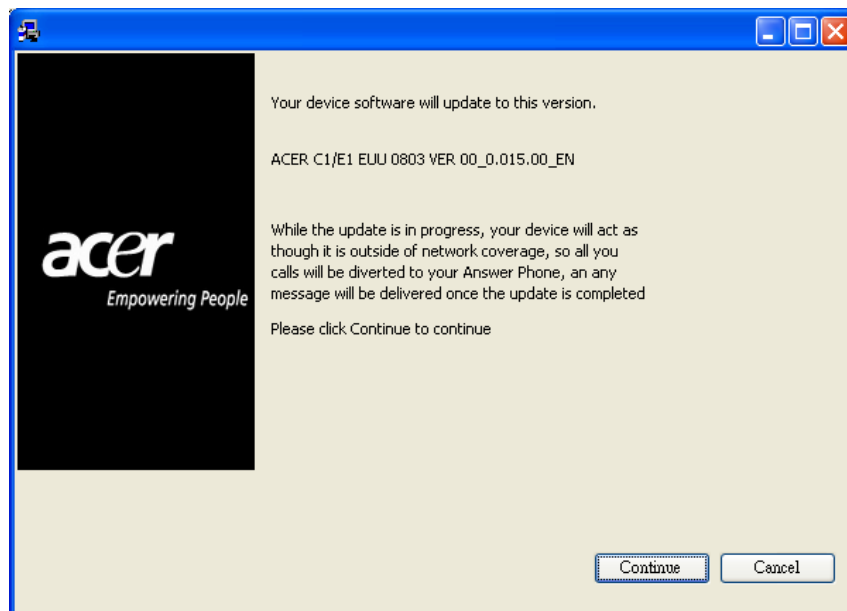 Your device software will update to this version.
ACER C1/E1 EUU 0803 VER 00_0.015.00_EN
While the update is in progress, your device will act as
though it is outside of network coverage, so all you
calls will be diverted to your Answer Phone, an any
message will be delivered once the update is completed
Please click Continue to continue
acer
Empowering People
Continue
Cancel